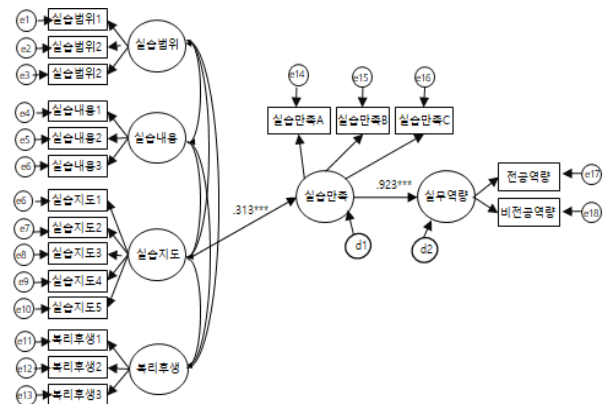 e1 실습범위1
e2 실습범위2
e3 실습범위2
실습범위
e4 실습내용1
e5 실습내용2
e6 실습내용3
실습내용
e6 실습지도1
e7 실습지도2
e8 실습지도3
e9 실습지도4
e10 실습지도5
실습지도
e11 복리후생1
e12 복리후생2
e13 복리후생3
복리후생
.313***
e14 e15 e16
실습만족A 실습만족B 실습만족C
실습만족 .923*** 실무역량
d1 d2
전공역량 e17
비전공역량 e18